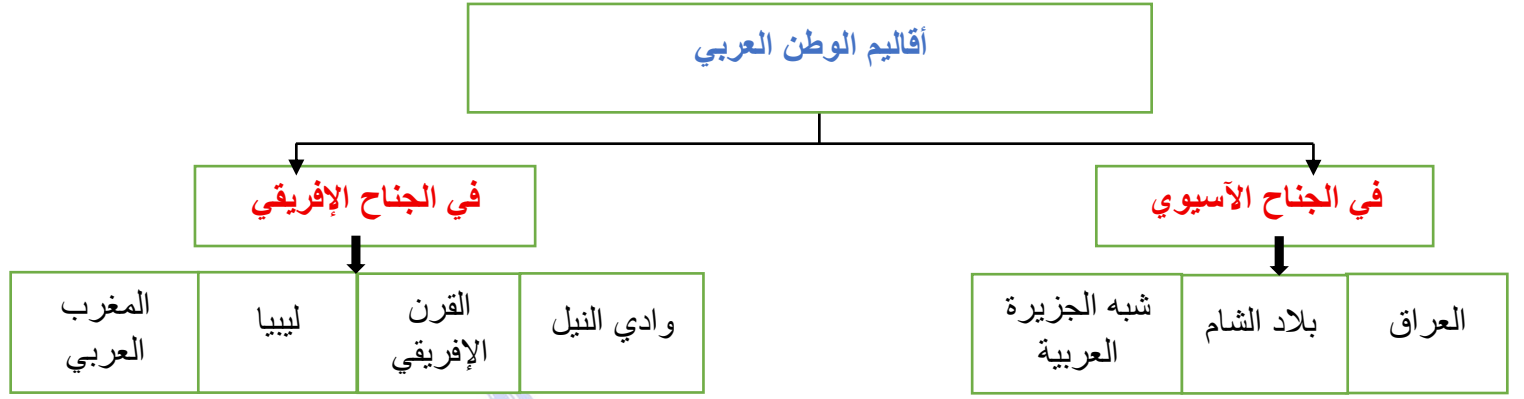 أقاليم الوطن العربي
في الجناح الآسيوي
في الجناح الإفريقي
العراق
بلاد الشام
شبه الجزيرة
العربية
وادي النيل
القرن
الإفريقي
ليبيا
المغرب
العربي